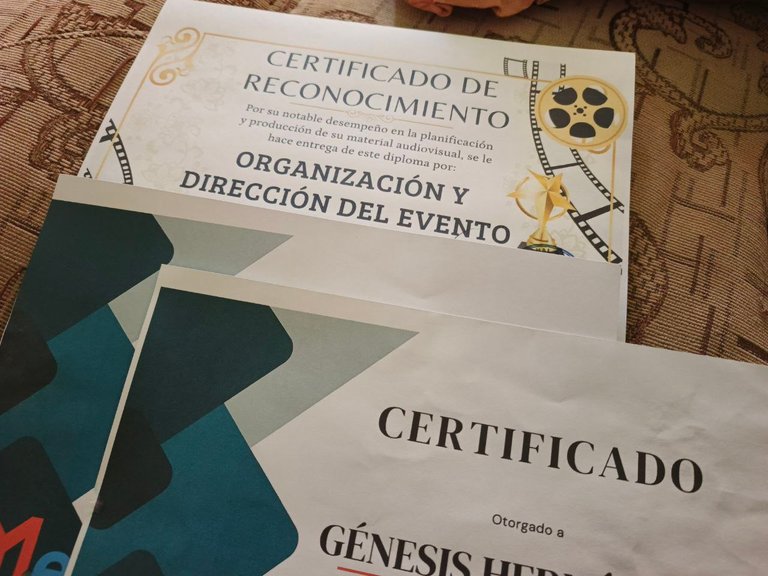 CERTIFICADO DE
RECONOCIMIENTO
Por su notable desempeño en la planificación
y producción de su material audiovisual, se le
hace entrega de este diploma por:
ORGANIZACIÓN Y
DIRECCIÓN DEL EVENTO
CERTIFICADO
Otorgado a
GÉNESIS